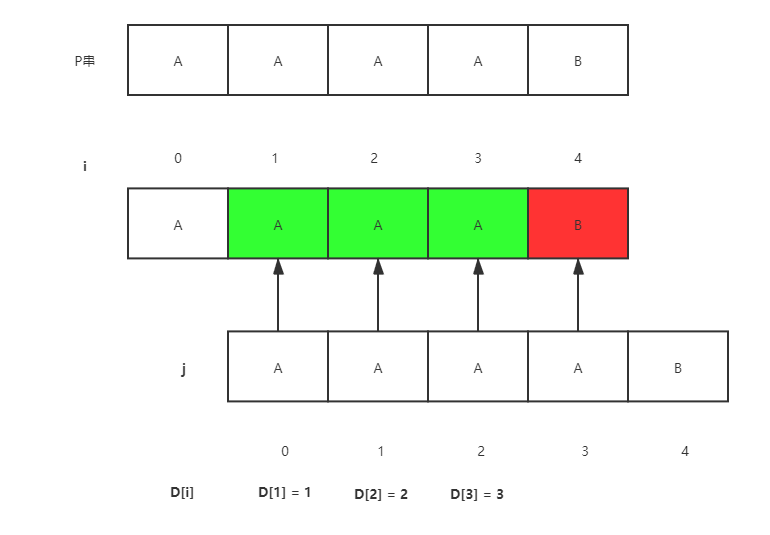 P串 A A A A B
0 1 2 3 4
i
A A A A B
j A A A A B
0 1 2 3 4
D[i] D[1] = 1 D[2] = 2 D[3] = 3